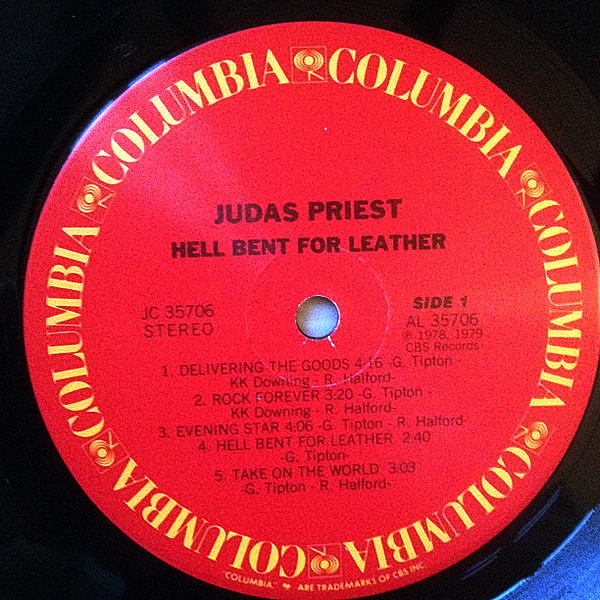 COLUMBIA COLUMBIA COLUMBIA COLUMBIA COLUMBIA COLUMBIA
JUDAS PRIEST
HELL BENT FOR LEATHER
JC 35706
STEREO
SIDE 1
AL 35706
℗ 1978, 1979
CBS Records
1. DELIVERING THE GOODS 4:16 -G. Tipton -
KK Downing - R. Halford-
2. ROCK FOREVER 3:20 -G. Tipton -
KK Downing - R. Halford-
3. EVENING STAR 4:06 -G. Tipton - R. Halford-
4. HELL BENT FOR LEATHER 2:40
-G. Tipton-
5. TAKE ON THE WORLD 3:03
-G. Tipton - R. Halford-
"COLUMBIA" ARE TRADEMARKS OF CBS INC.